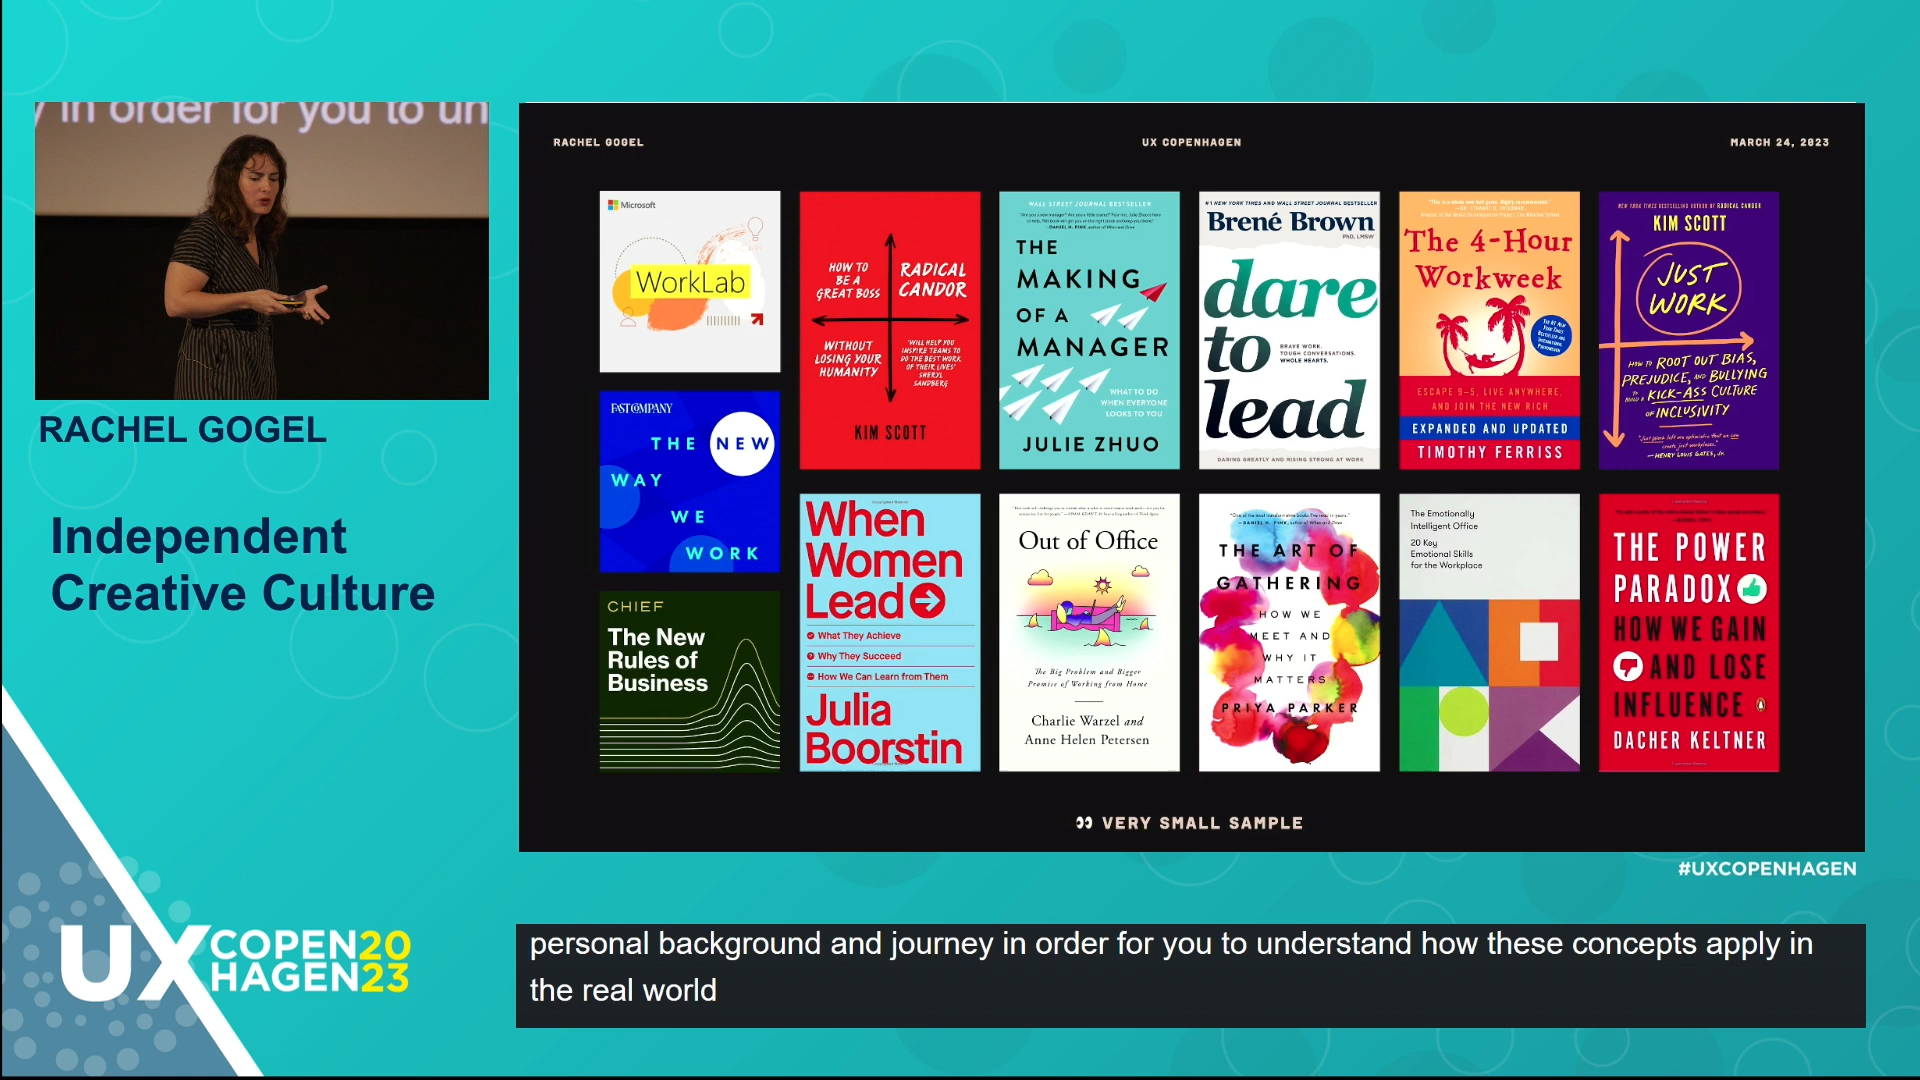 y in order for you to un
RACHEL GOGEL
Independent
Creative Culture
UX
COPEN20
HAGEN23
RACHEL GOGEL
UX COPENHAGEN
MARCH 24, 2023
Microsoft
WorkLab
FAST COMPANY
THE NEW
WAY
WE
WORK
CHIEF
The New
Rules of
Business
HOW TO
BE A
GREAT BOSS
RADICAL
CANDOR
WITHOUT
LOSING YOUR
HUMANITY
"WILL HELP YOU
INSPIRE TEAMS TO
DO THE BEST WORK
OF THEIR LIVES"
SHERYL
SANDBERG
KIM SCOTT
When
Women
Lead
What They Achieve
Why They Succeed
How We Can Learn from Them
Julia
Boorstin
WALL STREET JOURNAL BESTSELLER
THE
MAKING
OF A
MANAGER
WHAT TO DO
WHEN EVERYONE
LOOKS TO YOU
JULIE ZHUO
Out of Office
The Big Problem and Bigger
Promise of Working from Home
Charlie Warzel and
Anne Helen Petersen
#1 NEW YORK TIMES AND WALL STREET JOURNAL BESTSELLER
Brené Brown
PhD, LMSW
dare
to
lead
BRAVE WORK.
TOUGH CONVERSATIONS.
WHOLE HEARTS.
DARING GREATLY AND RISING STRONG AT WORK
THE ART OF
GATHERING
HOW WE
MEET AND
WHY IT
MATTERS
PRIYA PARKER
The 4-Hour
Workweek
ESCAPE 9-5, LIVE ANYWHERE,
AND JOIN THE NEW RICH
EXPANDED AND UPDATED
TIMOTHY FERRISS
The Emotionally
Intelligent Office
20 Key
Emotional Skills
for the Workplace
NEW YORK TIMES BESTSELLING AUTHOR OF RADICAL CANDOR
KIM SCOTT
JUST
WORK
HOW TO ROOT OUT BIAS,
PREJUDICE, AND BULLYING
TO BUILD A KICK-ASS CULTURE
OF INCLUSIVITY
—HENRY LOUIS GATES, JR.
THE POWER
PARADOX
HOW WE GAIN
AND LOSE
INFLUENCE
DACHER KELTNER
VERY SMALL SAMPLE
#UXCOPENHAGEN
personal background and journey in order for you to understand how these concepts apply in
the real world